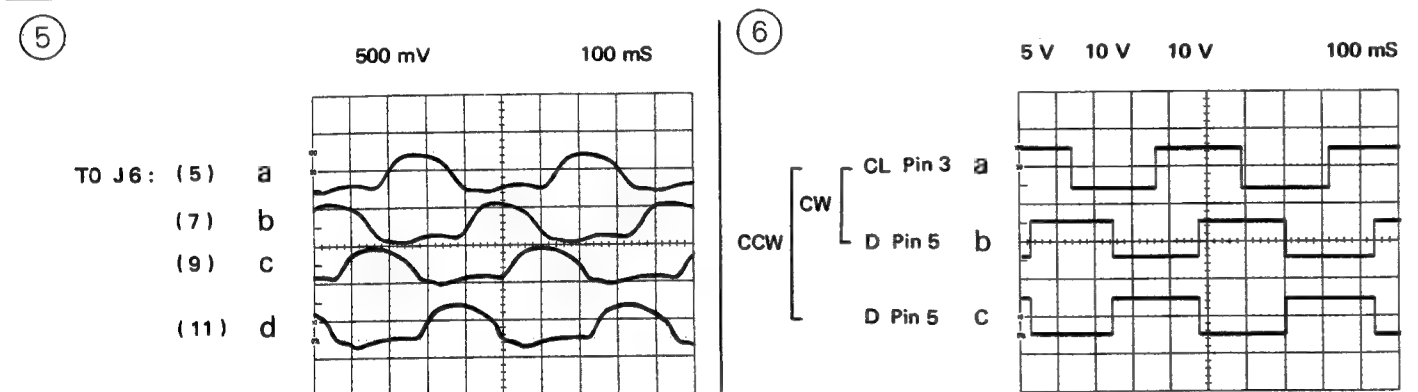 5
500 mV 100 mS
TO J6: (5) a
(7) b
(9) c
(11) d
6
5 V 10 V 10 V 100 mS
CL Pin 3 a
CW
D Pin 5 b
CCW
D Pin 5 c